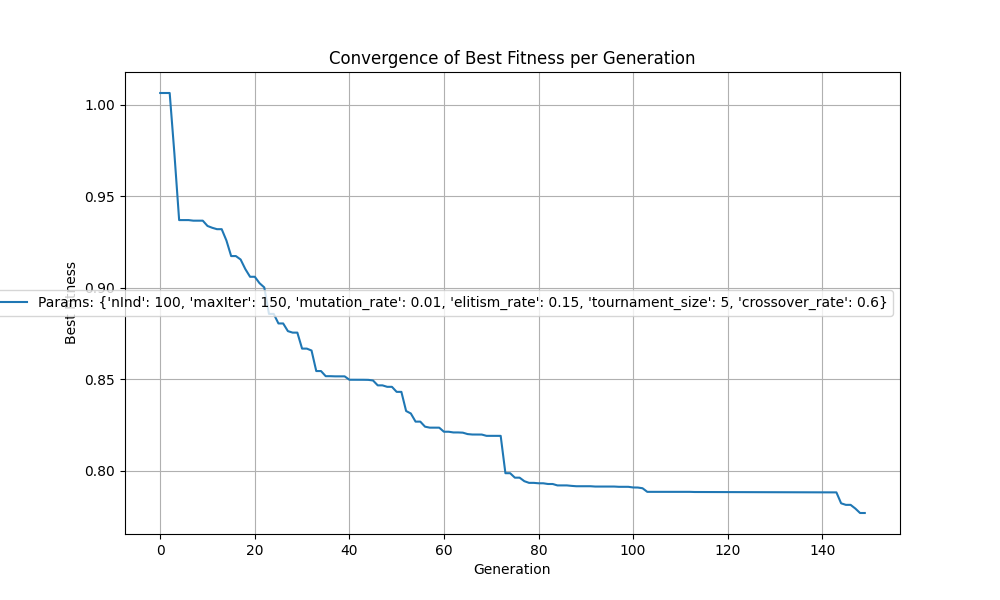 Convergence of Best Fitness per Generation
1.00
0.95
0.90
0.85
0.80
Best Fitness
Params: {'nInd': 100, 'maxIter': 150, 'mutation_rate': 0.01, 'elitism_rate': 0.15, 'tournament_size': 5, 'crossover_rate': 0.6}
0 20 40 60 80 100 120 140
Generation